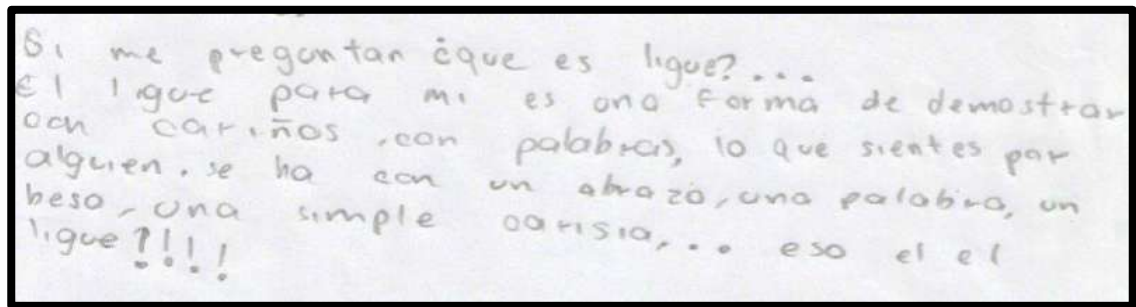 Si me preguntan ¿que es ligue?...
El ligue para mi es una forma de demostrar
con cariños, con palabras, lo que sientes por
alguien. se ha con un abrazo, una palabra, un
beso, una simple carisia,... eso el el
ligue?!!!!